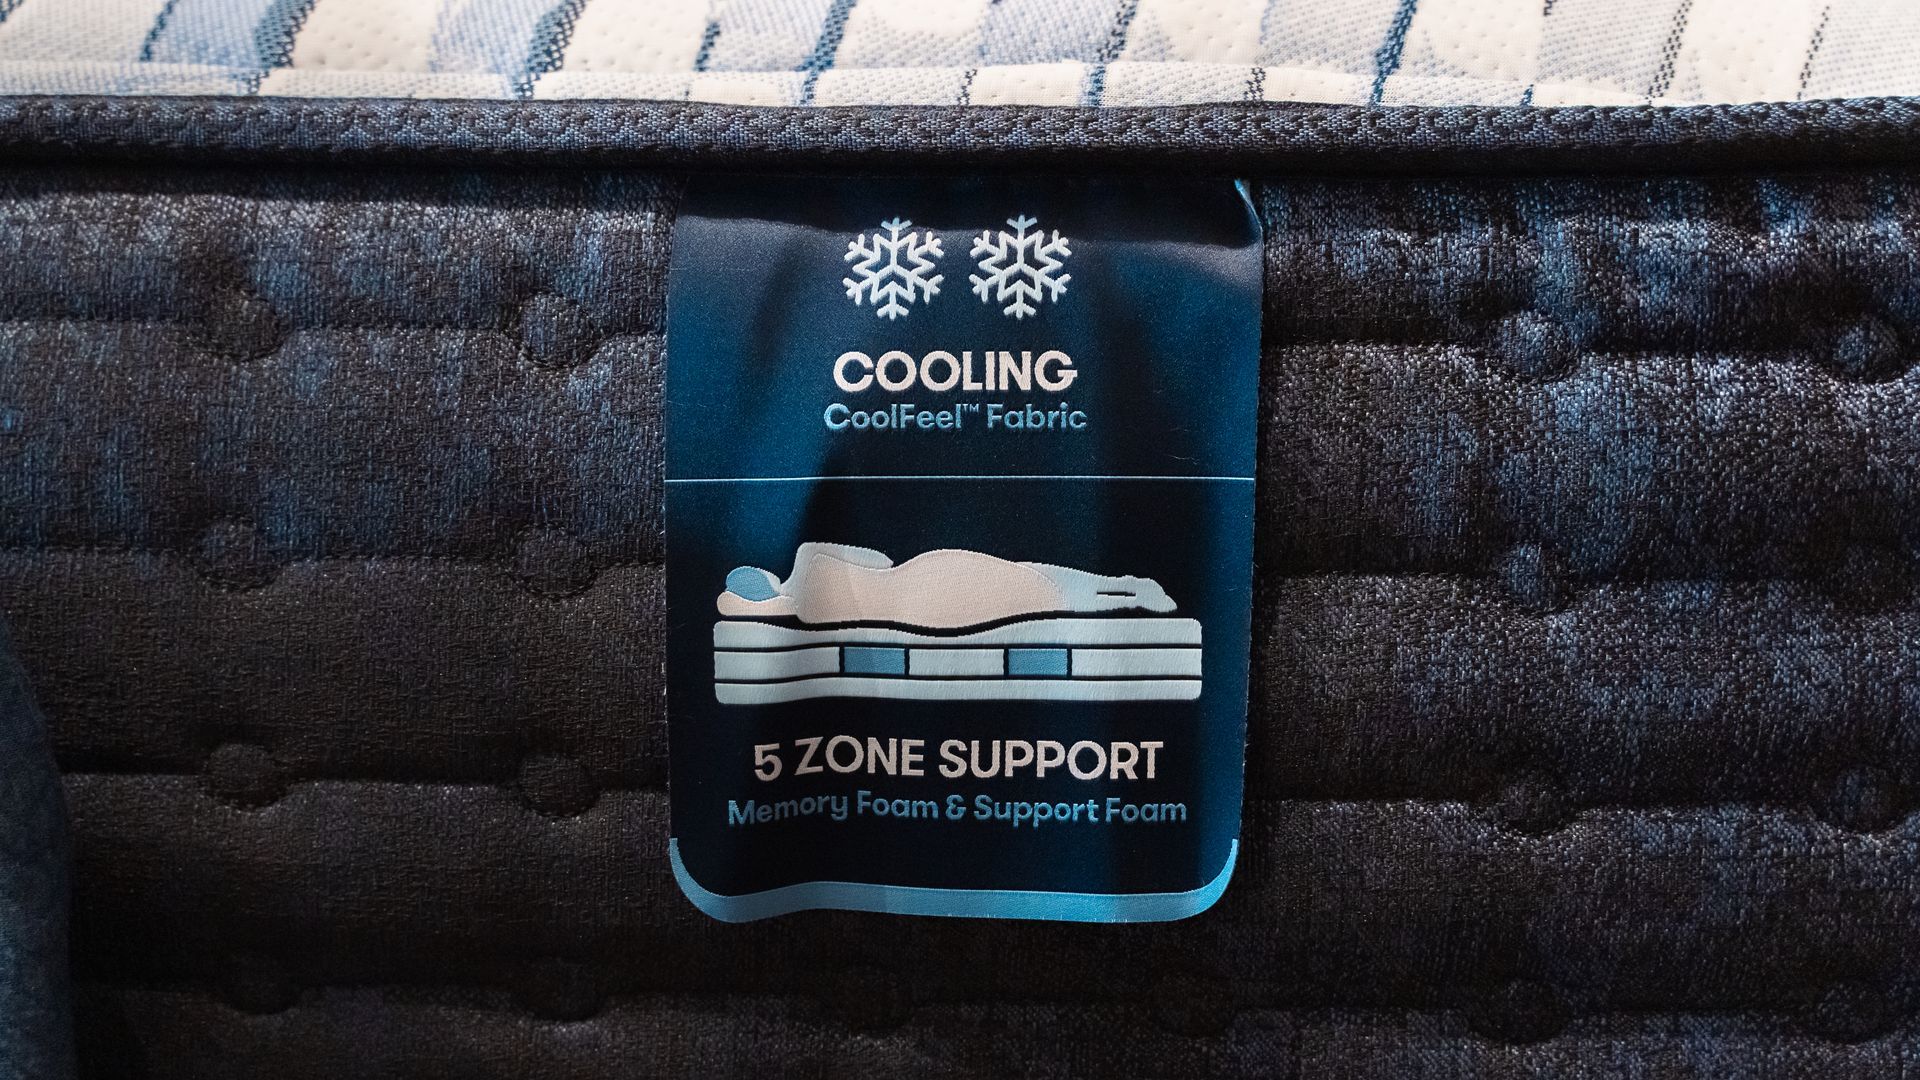 COOLING
CoolFeel™ Fabric
5 ZONE SUPPORT
Memory Foam & Support Foam